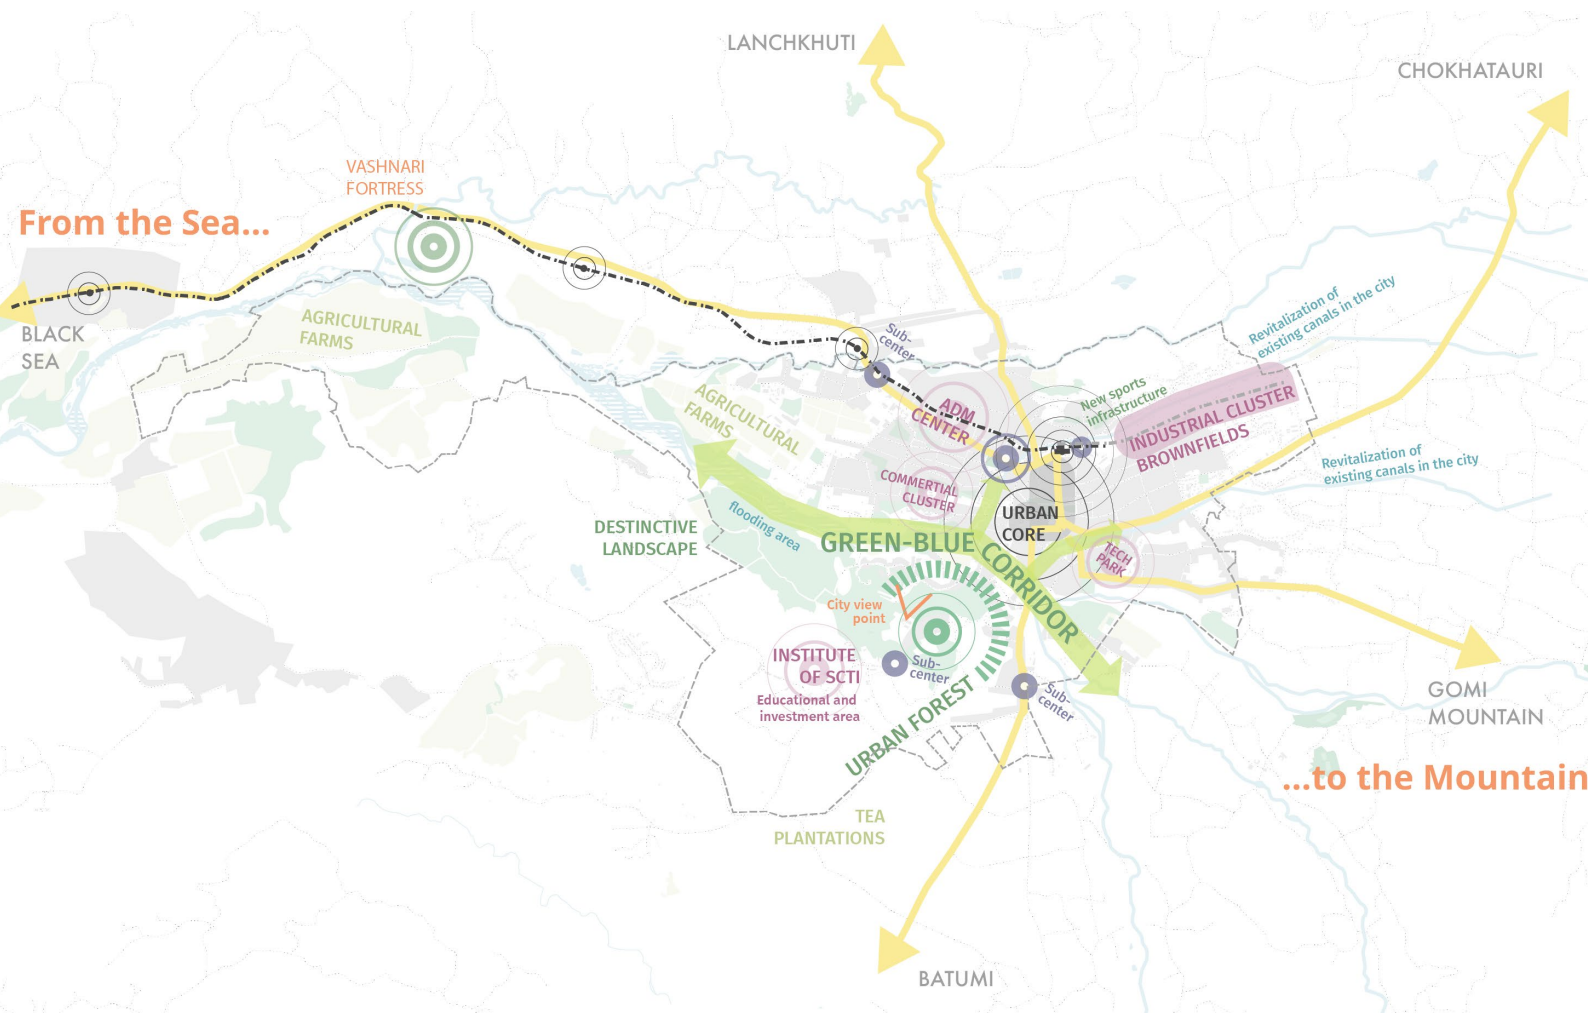 LANCHKHUTI
CHOKHATAURI
VASHNARI
FORTRESS
From the Sea...
BLACK
SEA
AGRICULTURAL
FARMS
Sub-
center
Revitalization of
existing canals in the city
AGRICULTURAL
FARMS
ADM
CENTER
New sports
infrastructure
INDUSTRIAL CLUSTER
BROWNFIELDS
Revitalization of
existing canals in the city
COMMERTIAL
CLUSTER
URBAN
CORE
DESTINCTIVE
LANDSCAPE
flooding area
GREEN-BLUE CORRIDOR
TECH
PARK
City view
point
INSTITUTE
OF SCTI
Educational and
investment area
Sub-
center
Sub-
center
URBAN FOREST
GOMI
MOUNTAIN
...to the Mountain
TEA
PLANTATIONS
BATUMI